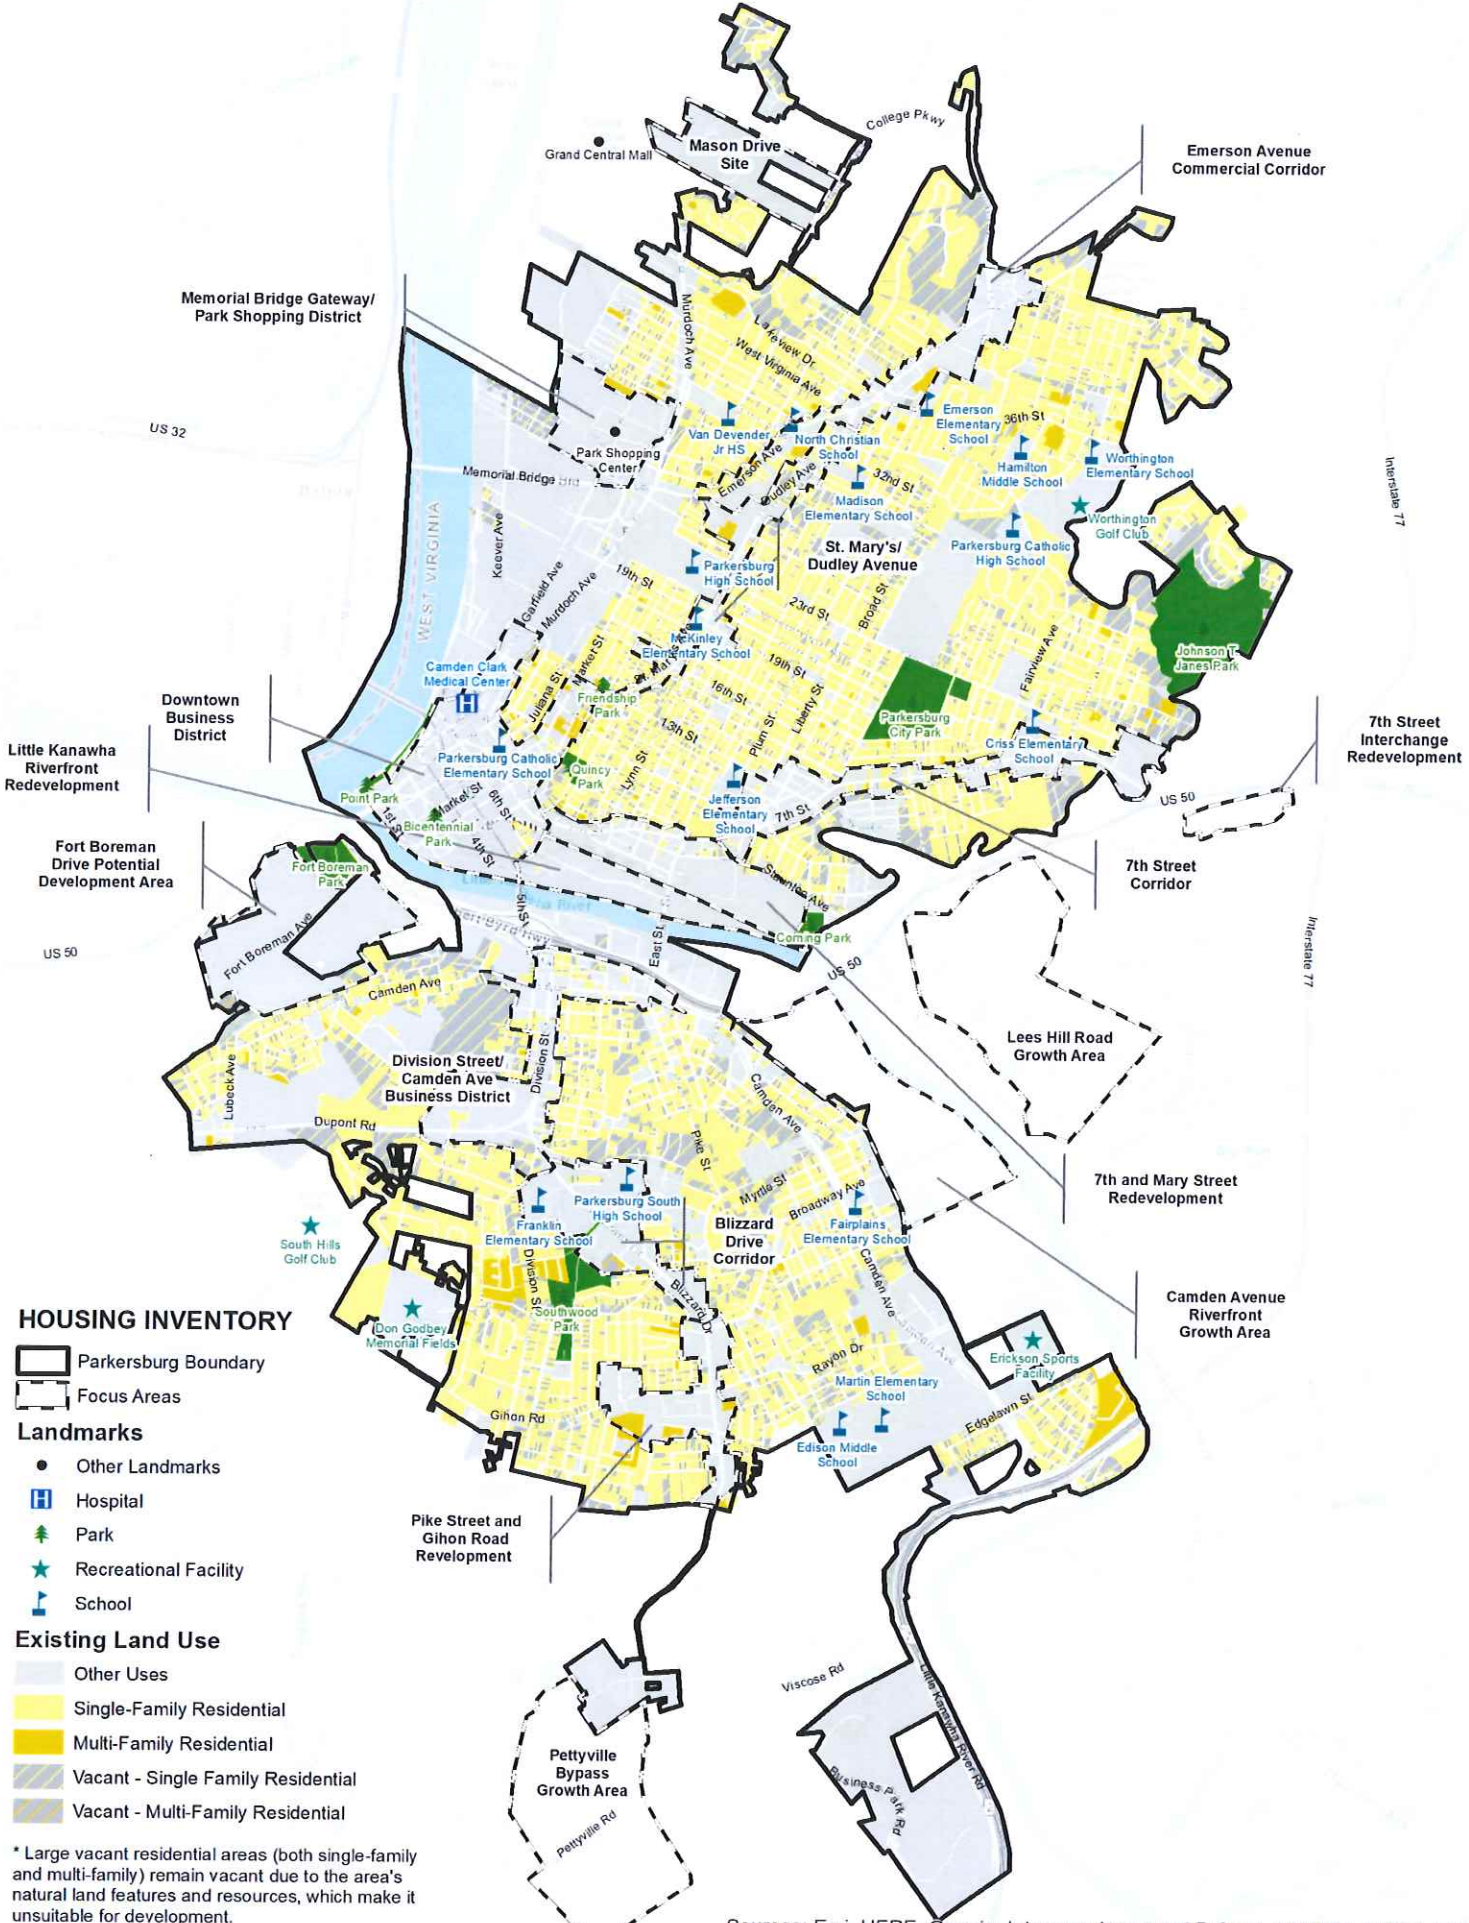 College Pkwy
Grand Central Mall
Mason Drive
Site
Emerson Avenue
Commercial Corridor
Memorial Bridge Gateway/
Park Shopping District
Murdoch Ave
Lakeview Dr
West Virginia Ave
US 32
Emerson
Elementary
School
36th St
Van Devender
Jr HS
North Christian
School
Park Shopping
Center
Memorial Bridge Blvd
Emerson Ave
Dudley Ave
32nd St
Hamilton
Middle School
Worthington
Elementary School
Madison
Elementary School
Interstate 77
WEST VIRGINIA
Keever Ave
Worthington
Golf Club
St. Mary's/
Dudley Avenue
Parkersburg Catholic
High School
Parkersburg
High School
19th St
Garfield Ave
Murdoch Ave
23rd St
Broad St
McKinley
Elementary School
Market St
Johnson T.
Janes Park
Fairview Ave
Camden Clark
Medical Center
19th St
16th St
Juliana St
Friendship
Park
Liberty St
Plum St
13th St
Parkersburg
City Park
Downtown
Business
District
Little Kanawha
Riverfront
Redevelopment
Parkersburg Catholic
Elementary School
Criss Elementary
School
7th Street
Interchange
Redevelopment
Quincy
Park
Lynn St
Point Park
Market St
6th St
Jefferson
Elementary
School
7th St
US 50
Bicentennial
Park
4th St
Fort Boreman
Drive Potential
Development Area
Fort Boreman
Park
7th Street
Corridor
Staunton Ave
5th St
East St
Corning Park
US 50
Fort Boreman Ave
US 50
Interstate 77
Camden Ave
Lees Hill Road
Growth Area
Division Street/
Camden Ave
Business District
Division St
Lubeck Ave
Dupont Rd
Camden Ave
Pike St
Myrtle St
Broadway Ave
7th and Mary Street
Redevelopment
Parkersburg South
High School
Franklin
Elementary School
Blizzard
Drive
Corridor
Fairplains
Elementary School
South Hills
Golf Club
Division St
Blizzard Dr
Camden Ave
Camden Avenue
Riverfront
Growth Area
Southwood
Park
Don Godbey
Memorial Fields
Erickson Sports
Facility
Rayon Dr
Martin Elementary
School
Edgelawn St
Gihon Rd
Edison Middle
School
Pike Street and
Gihon Road
Revelopment
Viscose Rd
Little Kanawha River Rd
Business Park Rd
Pettyville
Bypass
Growth Area
Pettyville Rd
HOUSING INVENTORY
Parkersburg Boundary
Focus Areas
Landmarks
Other Landmarks
Hospital
Park
Recreational Facility
School
Existing Land Use
Other Uses
Single-Family Residential
Multi-Family Residential
Vacant - Single Family Residential
Vacant - Multi-Family Residential
* Large vacant residential areas (both single-family
and multi-family) remain vacant due to the area's
natural land features and resources, which make it
unsuitable for development.